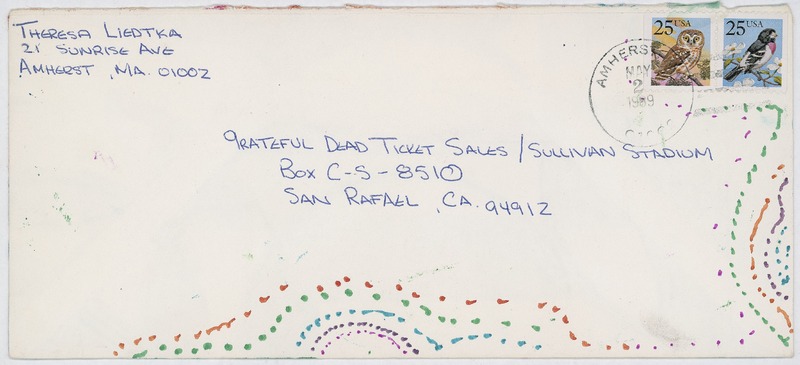 THERESA LIEDTKA
21 SUNRISE AVE
AMHERST, MA. 01002
25 USA
25 USA
AMHERST
MAY
2
1989
GRATEFUL DEAD TICKET SALES / SULLIVAN STADIUM
BOX C-S-8510
SAN RAFAEL, CA. 94912